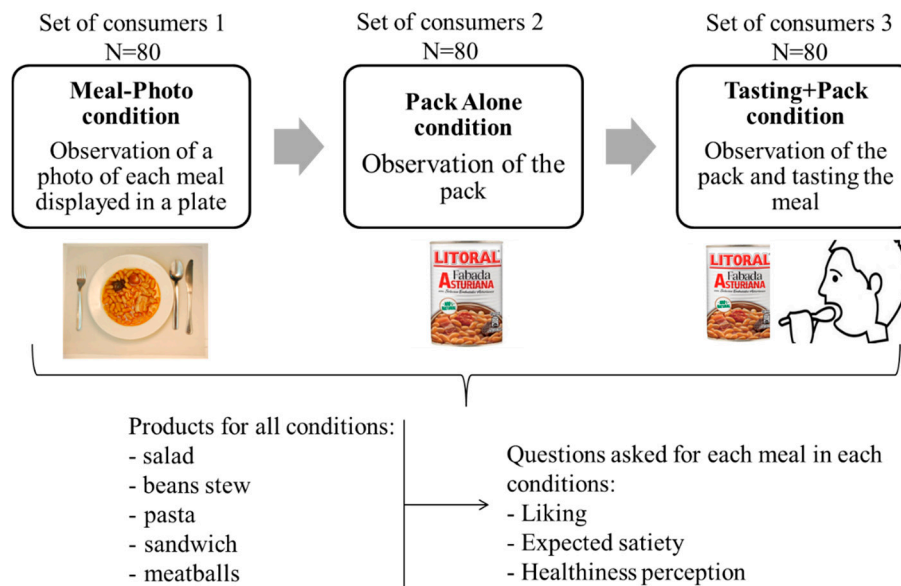 Set of consumers 1
N=80
Meal-Photo
condition
Observation of a
photo of each meal
displayed in a plate
Set of consumers 2
N=80
Pack Alone
condition
Observation of the
pack
Set of consumers 3
N=80
Tasting+Pack
condition
Observation of the
pack and tasting the
meal
LITORAL
Fabada
ASTURIANA
LITORAL
Fabada
ASTURIANA
Products for all conditions:
- salad
- beans stew
- pasta
- sandwich
- meatballs
Questions asked for each meal in each
conditions:
- Liking
- Expected satiety
- Healthiness perception